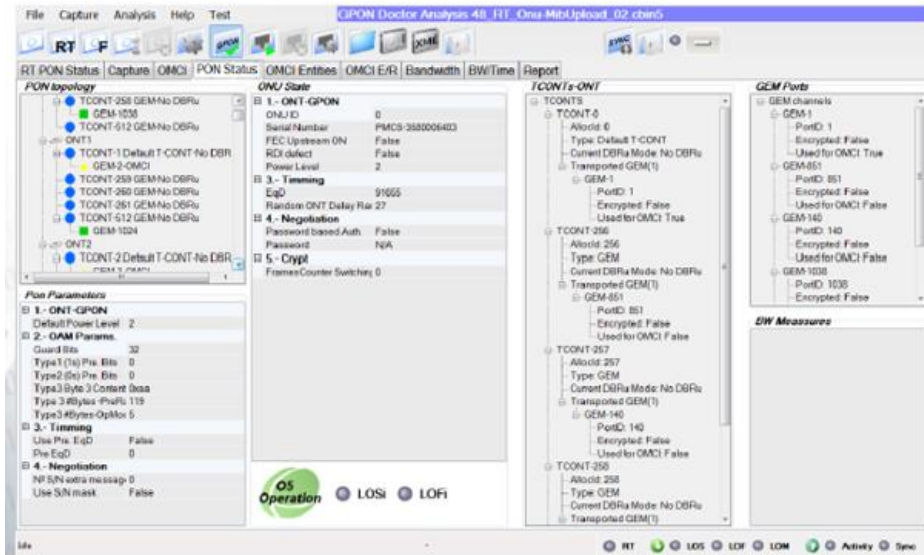 File Capture Analysis Help Test
GPON Doctor Analysis 48_RT_Onu-MibUpload_02.cbin5
RT F GPON XML SYNC
RT PON Status Capture OMCI PON Status OMCI Entities OMCI E/R Bandwidth BW/Time Report
PON topology
TCONT-258 GEM-No DBRu
GEM-1038
TCONT-512 GEM-No DBRu
ONT1
TCONT-1 Default T-CONT-No DBR
GEM-2-OMCI
TCONT-259 GEM-No DBRu
TCONT-260 GEM-No DBRu
TCONT-261 GEM-No DBRu
TCONT-512 GEM-No DBRu
GEM-1024
ONT2
TCONT-2 Default T-CONT-No DBR
Pon Parameters
1.- ONT-GPON
Default Power Level 2
2.- OAM Params.
Guard Bits 32
Type1 (1s) Pre. Bits 0
Type2 (0s) Pre. Bits 0
Type3 Byte 3 Content 0xaa
Type 3 #Bytes -PreRa 119
Type3 #Bytes-OpMod 5
3.- Timming
Use Pre. EqD False
Pre EqD 0
4.- Negotiation
Nº S/N extra messag 0
Use S/N mask False
ONU State
1.- ONT-GPON
ONU ID 0
Serial Number PMCS-3680006403
FEC Upstream ON False
RDI defect False
Power Level 2
3.- Timming
EqD 91655
Random ONT Delay Ran 27
4.- Negotiation
Password based Auth. False
Password N/A
5.- Crypt
FramesCounter Switching 0
O5
Operation LOSi LOFi
TCONTs-ONT
TCONTS
TCONT-0
AllocId: 0
Type: Default T-CONT
Current DBRu Mode: No DBRu
Transported GEM(1)
GEM-1
PortID: 1
Encrypted: False
Used for OMCI: True
TCONT-256
AllocId: 256
Type: GEM
Current DBRu Mode: No DBRu
Transported GEM(1)
GEM-851
PortID: 851
Encrypted: False
Used for OMCI: False
TCONT-257
AllocId: 257
Type: GEM
Current DBRu Mode: No DBRu
Transported GEM(1)
GEM-140
PortID: 140
Encrypted: False
Used for OMCI: False
TCONT-258
AllocId: 258
Type: GEM
Current DBRu Mode: No DBRu
Transported GEM(1)
GEM Ports
GEM channels
GEM-1
PortID: 1
Encrypted: False
Used for OMCI: True
GEM-851
PortID: 851
Encrypted: False
Used for OMCI: False
GEM-140
PortID: 140
Encrypted: False
Used for OMCI: False
GEM-1038
PortID: 1038
Encrypted: False
BW Meassures
Idle
RT LOS LOF LOM Activity Sync